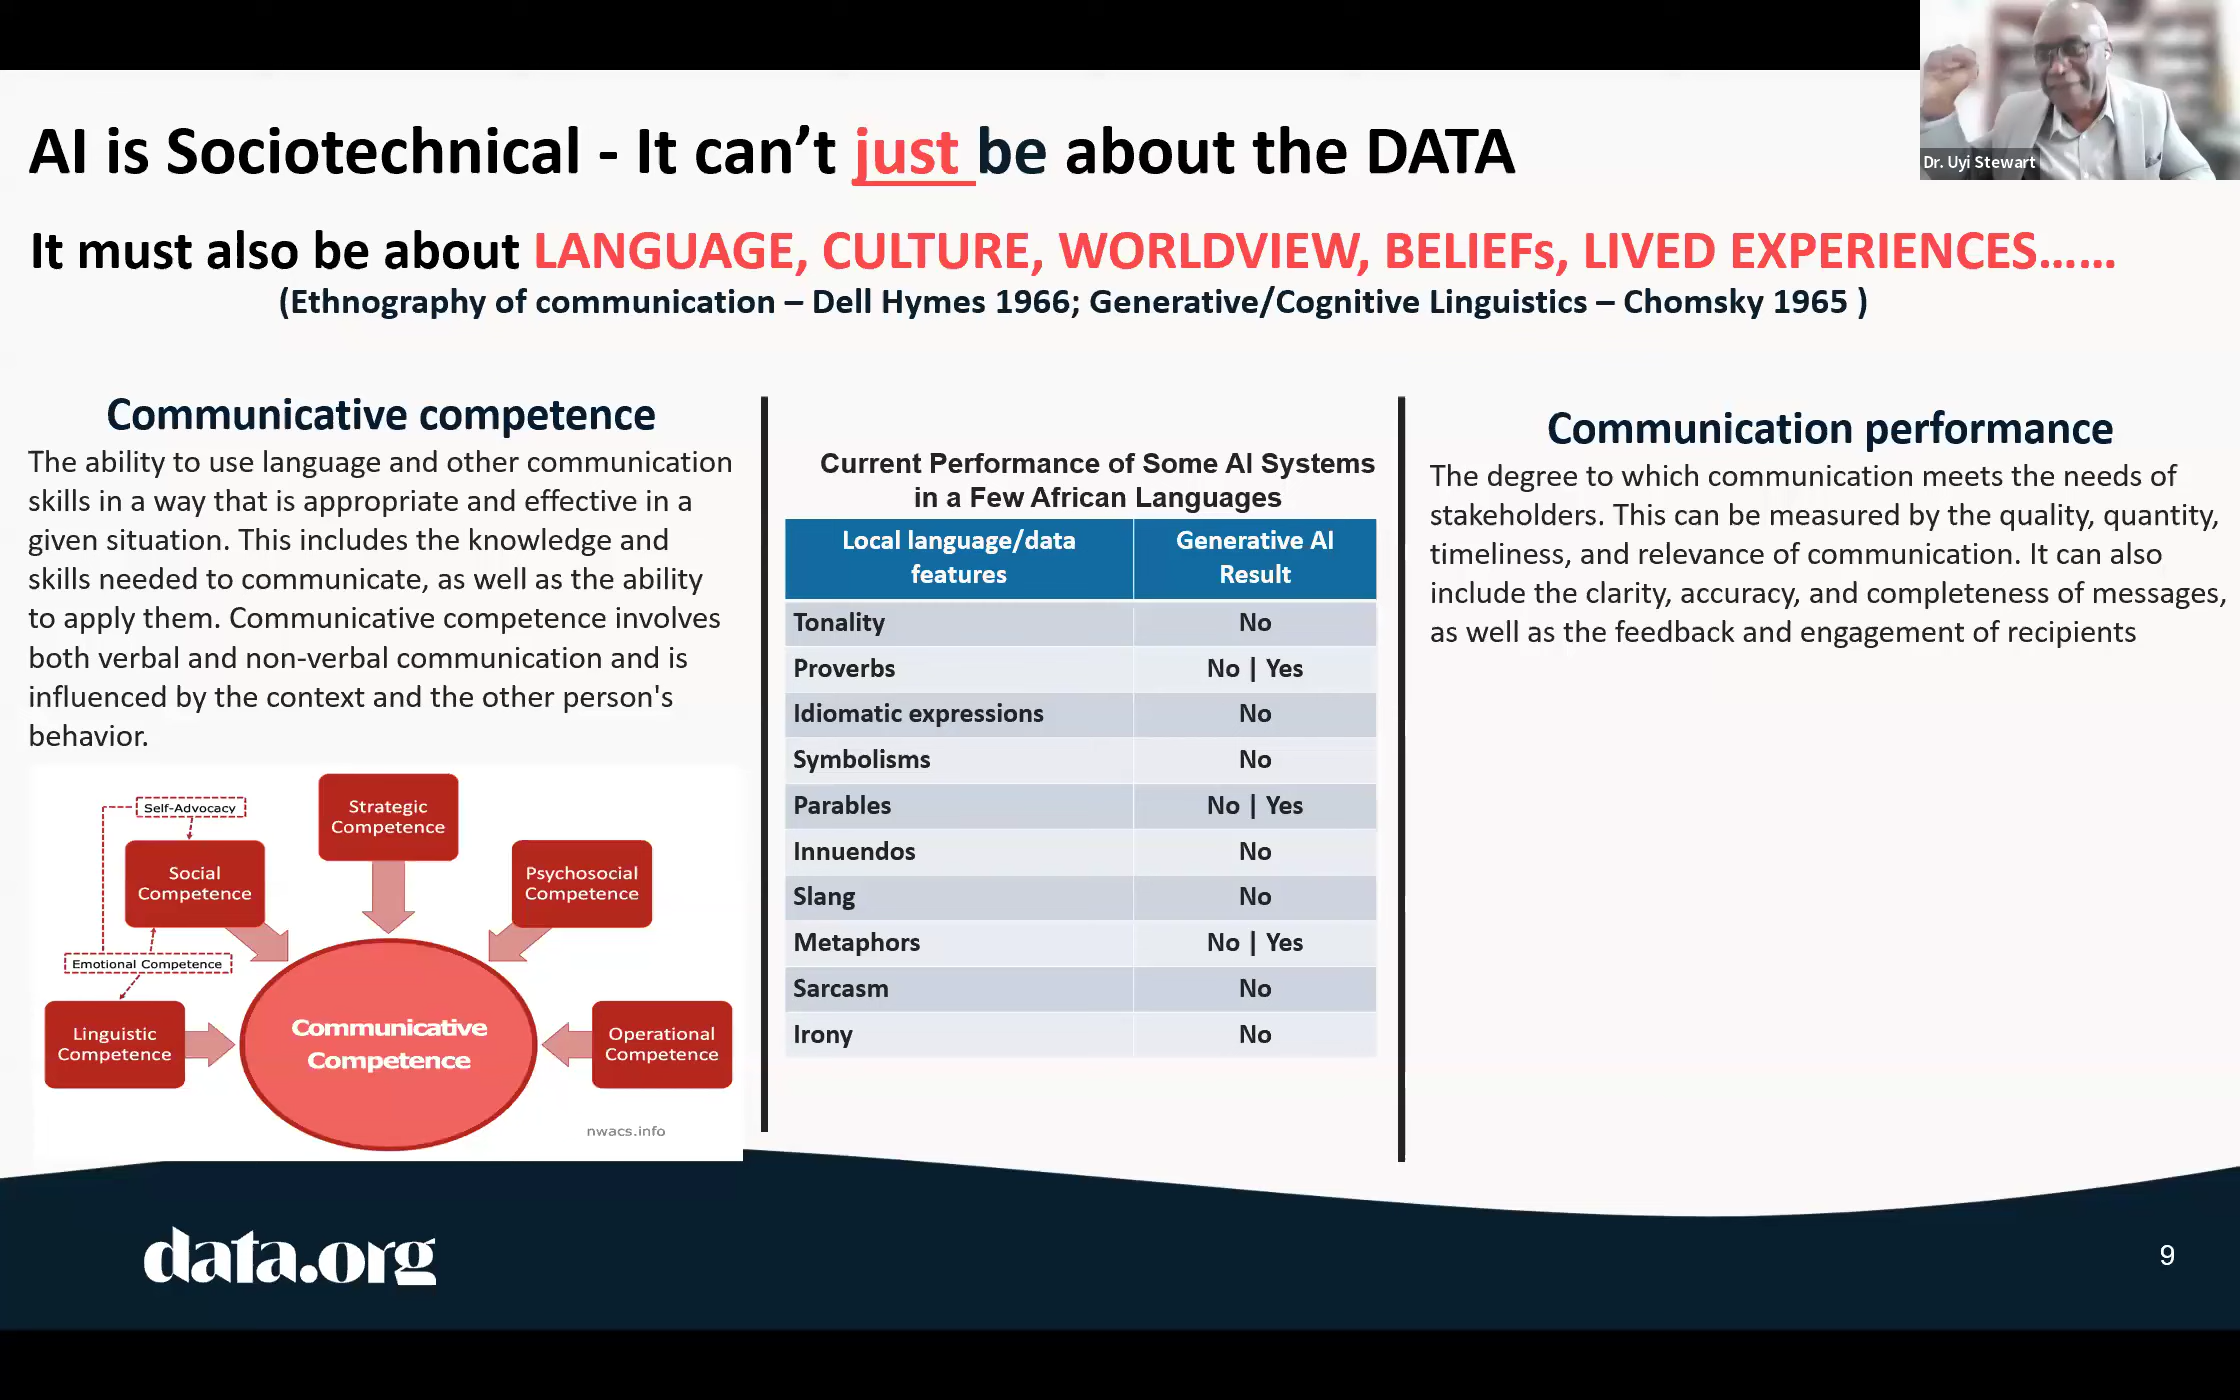 Dr. Uyi Stewart
AI is Sociotechnical - It can’t just be about the DATA
It must also be about LANGUAGE, CULTURE, WORLDVIEW, BELIEFs, LIVED EXPERIENCES……
(Ethnography of communication – Dell Hymes 1966; Generative/Cognitive Linguistics – Chomsky 1965 )
Communicative competence
The ability to use language and other communication
skills in a way that is appropriate and effective in a
given situation. This includes the knowledge and
skills needed to communicate, as well as the ability
to apply them. Communicative competence involves
both verbal and non-verbal communication and is
influenced by the context and the other person's
behavior.
Self-Advocacy
Strategic
Competence
Social
Competence
Psychosocial
Competence
Emotional Competence
Linguistic
Competence
Communicative
Competence
Operational
Competence
nwacs.info
Current Performance of Some AI Systems
in a Few African Languages
Local language/data
features
Generative AI
Result
Tonality No
Proverbs No | Yes
Idiomatic expressions No
Symbolisms No
Parables No | Yes
Innuendos No
Slang No
Metaphors No | Yes
Sarcasm No
Irony No
Communication performance
The degree to which communication meets the needs of
stakeholders. This can be measured by the quality, quantity,
timeliness, and relevance of communication. It can also
include the clarity, accuracy, and completeness of messages,
as well as the feedback and engagement of recipients
data.org
9